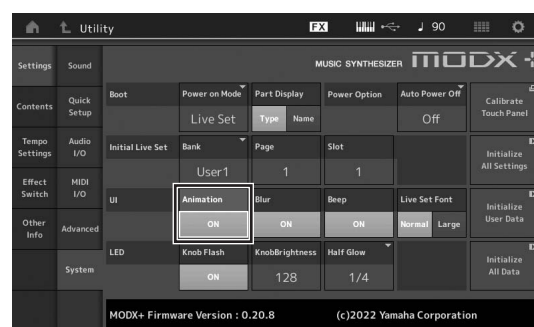 Utility FX 90
MUSIC SYNTHESIZER MODX+
Settings Sound
Boot Power on Mode Part Display Power Option Auto Power Off Calibrate Touch Panel
Live Set Type Name Off
Contents Quick Setup
Tempo Settings Audio I/O
Initial Live Set Bank Page Slot Initialize All Settings
User1 1 1
Effect Switch MIDI I/O
UI Animation Blur Beep Live Set Font Initialize User Data
ON ON ON Normal Large
Other Info Advanced
LED Knob Flash KnobBrightness Half Glow Initialize All Data
ON 128 1/4
System
MODX+ Firmware Version : 0.20.8 (c)2022 Yamaha Corporatio